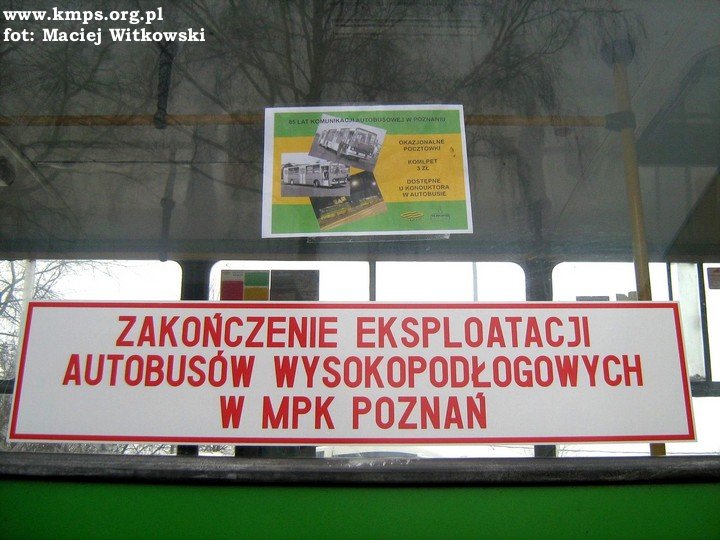 www.kmps.org.pl
fot: Maciej Witkowski
85 LAT KOMUNIKACJI AUTOBUSOWEJ W POZNANIU
OKAZJONALNE
POCZTÓWKI
KOMLPET
3 ZŁ
DOSTĘPNE
U KONDUKTORA
W AUTOBUSIE
ZAKOŃCZENIE EKSPLOATACJI
AUTOBUSÓW WYSOKOPODŁOGOWYCH
W MPK POZNAŃ